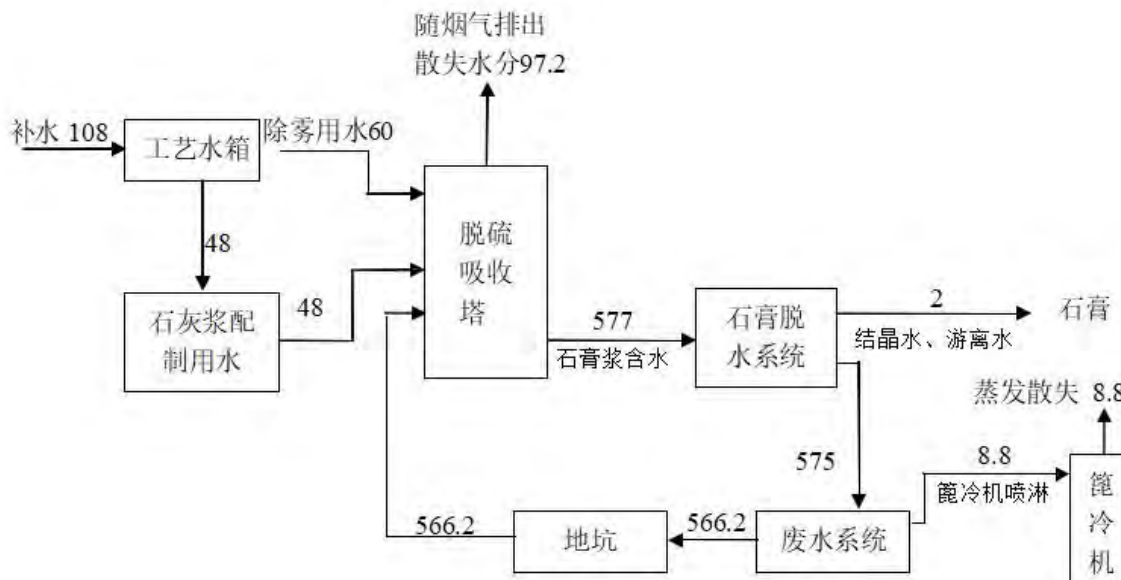 随烟气排出
散失水分97.2
补水 108
工艺水箱
除雾用水60
48
石灰浆配
制用水
48
脱硫
吸收
塔
577
石膏浆含水
石膏脱
水系统
2
结晶水、游离水
石膏
蒸发散失 8.8
575
8.8
篦冷机喷淋
篦
冷
机
废水系统
566.2
地坑
566.2